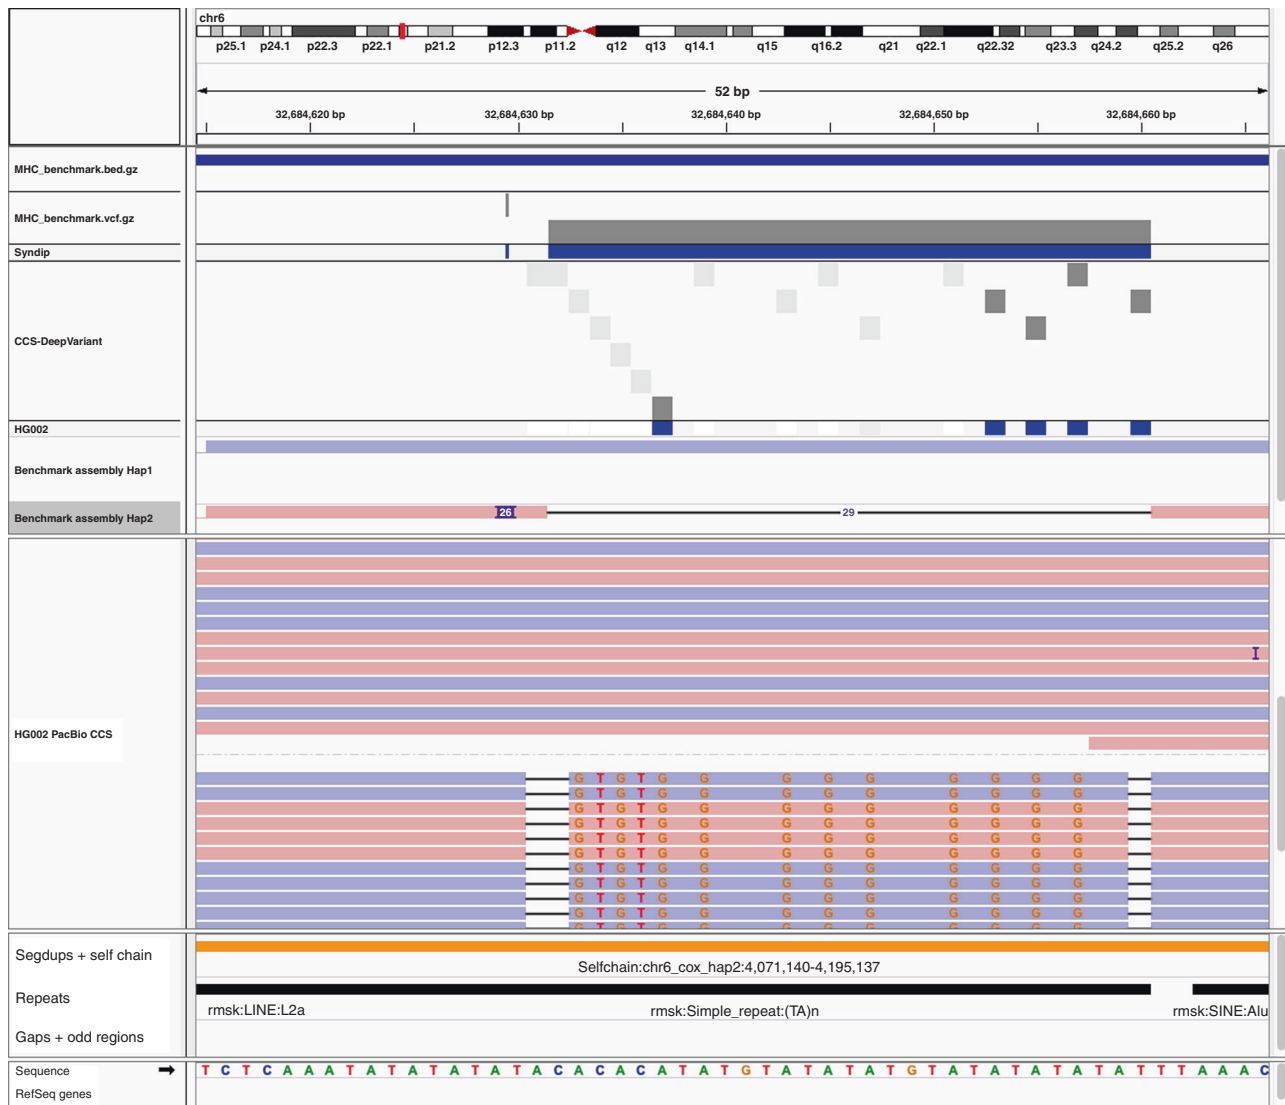 chr6
p25.1 p24.1 p22.3 p22.1 p21.2 p12.3 p11.2 q12 q13 q14.1 q15 q16.2 q21 q22.1 q22.32 q23.3 q24.2 q25.2 q26
52 bp
32,684,620 bp 32,684,630 bp 32,684,640 bp 32,684,650 bp 32,684,660 bp
MHC_benchmark.bed.gz
MHC_benchmark.vcf.gz
Syndip
CCS-DeepVariant
HG002
Benchmark assembly Hap1
Benchmark assembly Hap2 26 29
I
HG002 PacBio CCS
G T G T G G G G G G G G G
G T G T G G G G G G G G G
G T G T G G G G G G G G G
G T G T G G G G G G G G G
G T G T G G G G G G G G G
G T G T G G G G G G G G G
G T G T G G G G G G G G G
G T G T G G G G G G G G G
G T G T G G G G G G G G G
G T G T G G G G G G G G G
G T G T G G G G G G G G G
Segdups + self chain
Selfchain:chr6_cox_hap2:4,071,140-4,195,137
Repeats
rmsk:LINE:L2a rmsk:Simple_repeat:(TA)n rmsk:SINE:Alu
Gaps + odd regions
Sequence T C T C A A A T A T A T A T A T A C A C A C A T A T G T A T A T A T G T A T A T A T A T A T T T A A A C
RefSeq genes